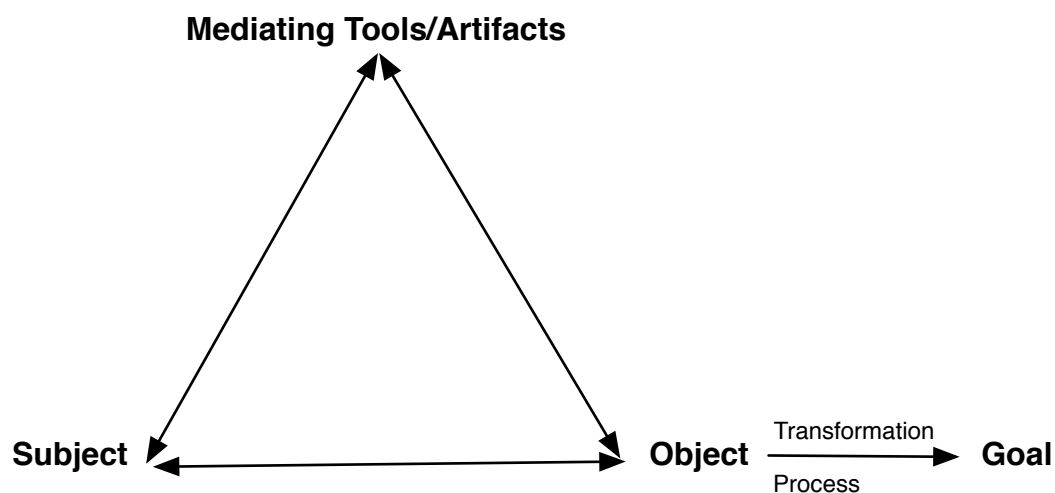 Mediating Tools/Artifacts
Subject
Object
Transformation
Process
Goal